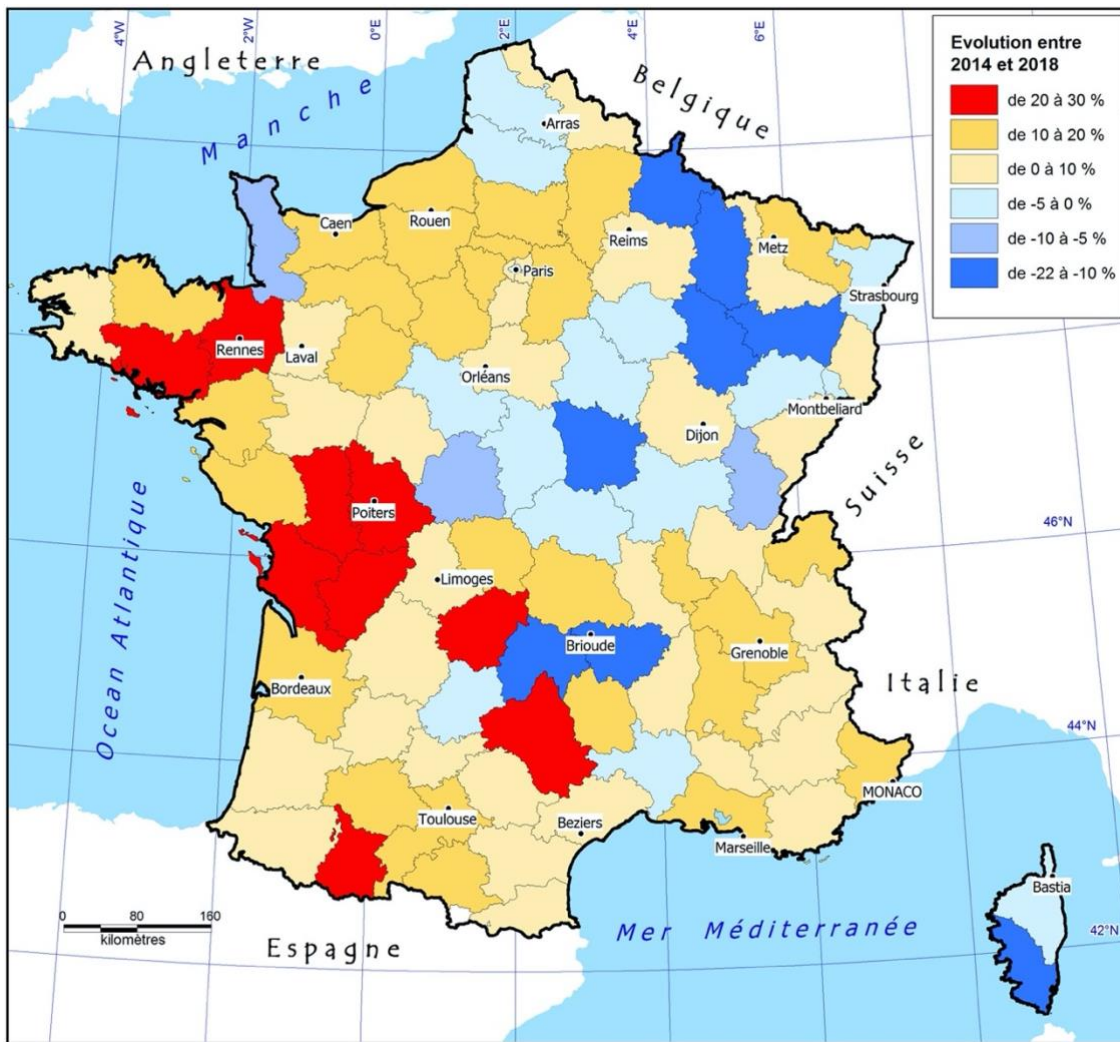 4°W
2°W
0°E
2°E
4°E
6°E
Angleterre
Manche
Belgique
Evolution entre
2014 et 2018
de 20 à 30 %
de 10 à 20 %
de 0 à 10 %
de -5 à 0 %
de -10 à -5 %
de -22 à -10 %
Arras
Caen
Rouen
Reims
Metz
Paris
Strasbourg
Rennes
Laval
Orléans
Montbeliard
Dijon
Suisse
Poiters
46°N
Océan Atlantique
Limoges
Brioude
Grenoble
Bordeaux
Italie
44°N
MONACO
Toulouse
Beziers
Marseille
Bastia
0 80 160
kilomètres
Espagne
Mer Méditerranée
42°N